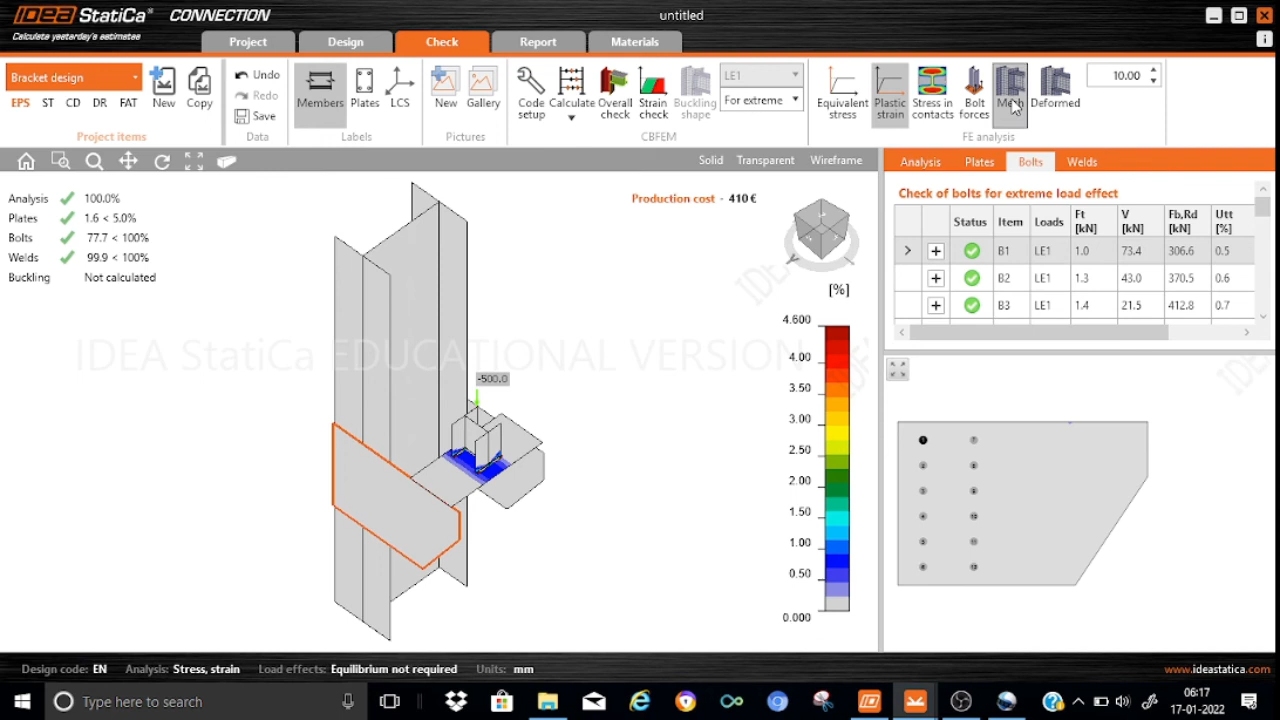 IDEA StatiCa® CONNECTION
Calculate yesterday's estimates
untitled
Project Design Check Report Materials
Bracket design
EPS ST CD DR FAT
New Copy
Project items
Undo
Redo
Save
Data
Members Plates LCS
Labels
New Gallery
Pictures
Code setup
Calculate
Overall check
Strain check
Buckling shape
LE1
For extreme
CBFEM
Equivalent stress
Plastic strain
Stress in contacts
Bolt forces
Mesh
Deformed
10.00
FE analysis
Solid Transparent Wireframe
Analysis 100.0%
Plates 1.6 < 5.0%
Bolts 77.7 < 100%
Welds 99.9 < 100%
Buckling Not calculated
Production cost - 410 €
[%]
4.600
4.00
3.50
3.00
2.50
2.00
1.50
1.00
0.50
0.000
-500.0
IDEA StatiCa EDUCATIONAL VERSION
Analysis Plates Bolts Welds
Check of bolts for extreme load effect
Status Item Loads Ft [kN] V [kN] Fb,Rd [kN] Utt [%]
B1 LE1 1.0 73.4 306.6 0.5
B2 LE1 1.3 43.0 370.5 0.6
B3 LE1 1.4 21.5 412.8 0.7
Design code: EN Analysis: Stress, strain Load effects: Equilibrium not required Units: mm
www.ideastatica.com
Type here to search
06:17
17-01-2022